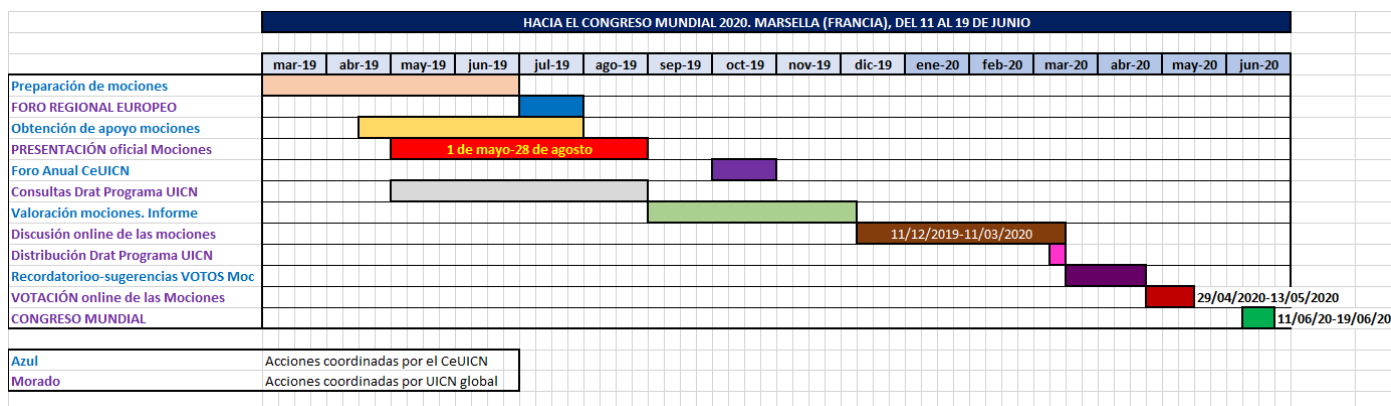 HACIA EL CONGRESO MUNDIAL 2020. MARSELLA (FRANCIA), DEL 11 AL 19 DE JUNIO
mar-19 abr-19 may-19 jun-19 jul-19 ago-19 sep-19 oct-19 nov-19 dic-19 ene-20 feb-20 mar-20 abr-20 may-20 jun-20
Preparación de mociones
FORO REGIONAL EUROPEO
Obtención de apoyo mociones
PRESENTACIÓN oficial Mociones 1 de mayo-28 de agosto
Foro Anual CeUICN
Consultas Drat Programa UICN
Valoración mociones. Informe
Discusión online de las mociones 11/12/2019-11/03/2020
Distribución Drat Programa UICN
Recordatorioo-sugerencias VOTOS Moc
VOTACIÓN online de las Mociones 29/04/2020-13/05/2020
CONGRESO MUNDIAL 11/06/20-19/06/20
Azul Acciones coordinadas por el CeUICN
Morado Acciones coordinadas por UICN global